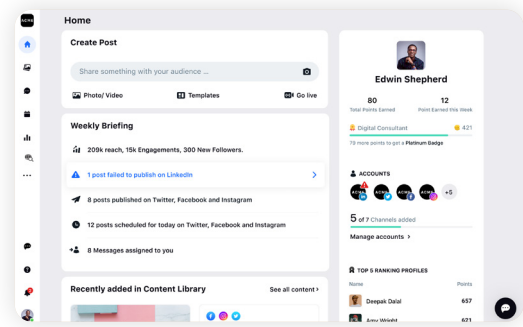 ACME
Home
Create Post
Share something with your audience ...
Photo/ Video
Templates
Go live
Weekly Briefing
209k reach, 15k Engagements, 300 New Followers.
1 post failed to publish on LinkedIn
8 posts published on Twitter, Facebook and Instagram
12 posts scheduled for today on Twitter, Facebook and Instagram
8 Messages assigned to you
Recently added in Content Library
See all content
Edwin Shepherd
80
12
Total Points Earned
Point Earned this Week
Digital Consultant
421
73 more points to get a Platinum Badge
ACCOUNTS
ACME
ACME
ACME
ACME
+5
5 of 7 Channels added
Manage accounts
TOP 5 RANKING PROFILES
Name
Points
Deepak Dalal
657
Amy Wright
621